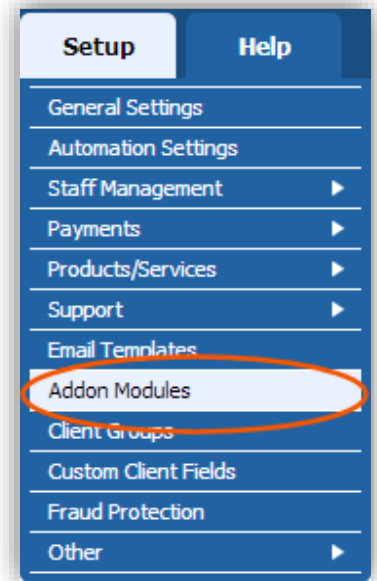 Setup Help
General Settings
Automation Settings
Staff Management
Payments
Products/Services
Support
Email Templates
Addon Modules
Client Groups
Custom Client Fields
Fraud Protection
Other